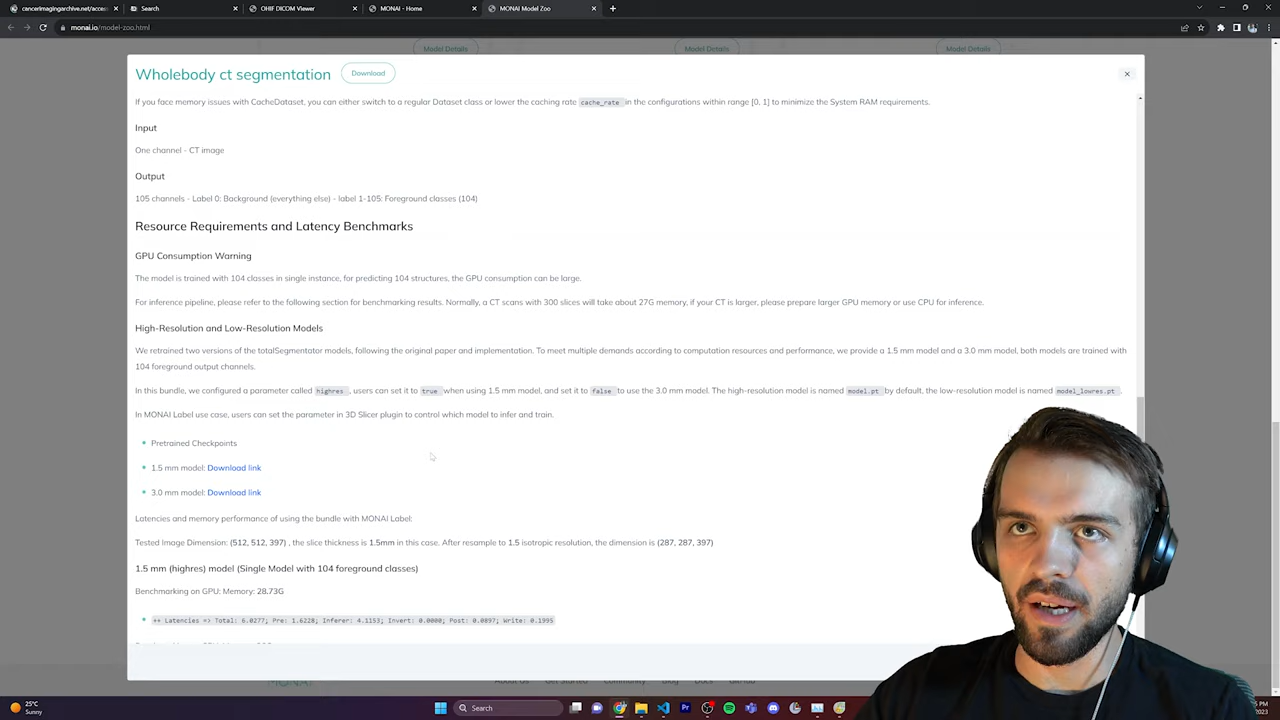 cancerimagingarchive.net/acces
Search
OHIF DICOM Viewer
MONAI - Home
MONAI Model Zoo
monai.io/model-zoo.html
Model Details
Model Details
Model Details
Wholebody ct segmentation
Download
If you face memory issues with CacheDataset, you can either switch to a regular Dataset class or lower the caching rate cache_rate in the configurations within range [0, 1] to minimize the System RAM requirements.
Input
One channel - CT image
Output
105 channels - Label 0: Background (everything else) - label 1-105: Foreground classes (104)
Resource Requirements and Latency Benchmarks
GPU Consumption Warning
The model is trained with 104 classes in single instance, for predicting 104 structures, the GPU consumption can be large.
For inference pipeline, please refer to the following section for benchmarking results. Normally, a CT scans with 300 slices will take about 27G memory, if your CT is larger, please prepare larger GPU memory or use CPU for inference.
High-Resolution and Low-Resolution Models
We retrained two versions of the totalSegmentator models, following the original paper and implementation. To meet multiple demands according to computation resources and performance, we provide a 1.5 mm model and a 3.0 mm model, both models are trained with
104 foreground output channels.
In this bundle, we configured a parameter called highres, users can set it to true when using 1.5 mm model, and set it to false to use the 3.0 mm model. The high-resolution model is named model.pt by default, the low-resolution model is named model_lowres.pt.
In MONAI Label use case, users can set the parameter in 3D Slicer plugin to control which model to infer and train.
Pretrained Checkpoints
1.5 mm model: Download link
3.0 mm model: Download link
Latencies and memory performance of using the bundle with MONAI Label:
Tested Image Dimension: (512, 512, 397) , the slice thickness is 1.5mm in this case. After resample to 1.5 isotropic resolution, the dimension is (287, 287, 397)
1.5 mm (highres) model (Single Model with 104 foreground classes)
Benchmarking on GPU: Memory: 28.73G
++ Latencies => Total: 6.0277; Pre: 1.6228; Inferer: 4.1153; Invert: 0.0000; Post: 0.0897; Write: 0.1995
About Us
Get Started
Community
Blog
Docs
GitHub
25°C
Sunny
Search
2023